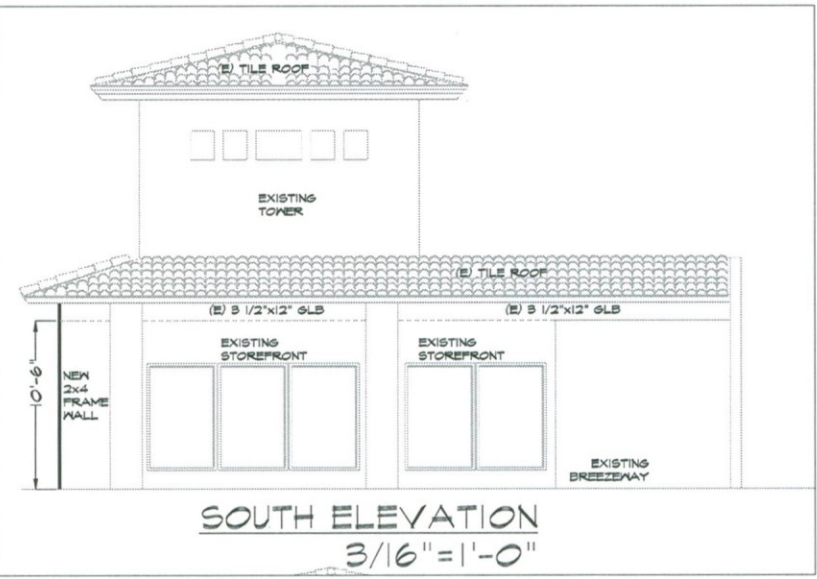 (E) TILE ROOF
EXISTING
TOWER
(E) TILE ROOF
(E) 3 1/2"x12" GLB
(E) 3 1/2"x12" GLB
EXISTING
STOREFRONT
EXISTING
STOREFRONT
10'-6"
NEW
2x4
FRAME
WALL
EXISTING
BREEZEWAY
SOUTH ELEVATION
3/16"=1'-0"